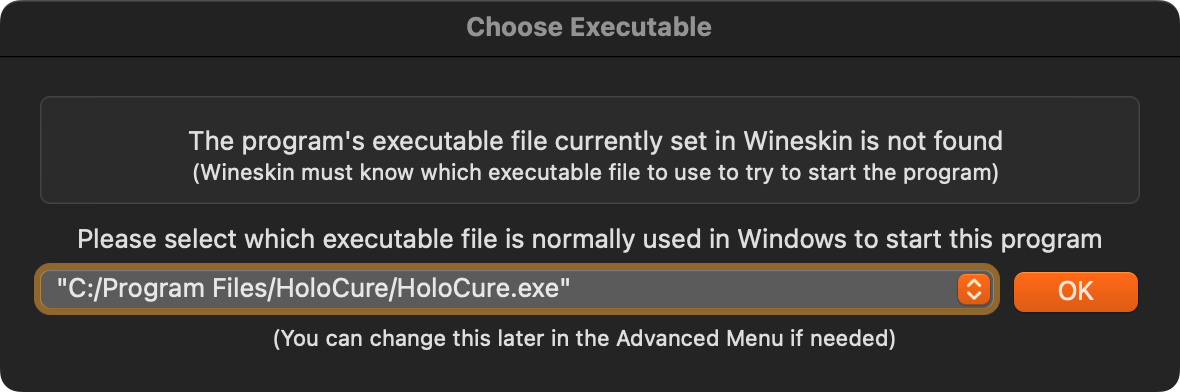 Choose Executable
The program's executable file currently set in Wineskin is not found
(Wineskin must know which executable file to use to try to start the program)
Please select which executable file is normally used in Windows to start this program
"C:/Program Files/HoloCure/HoloCure.exe"
OK
(You can change this later in the Advanced Menu if needed)